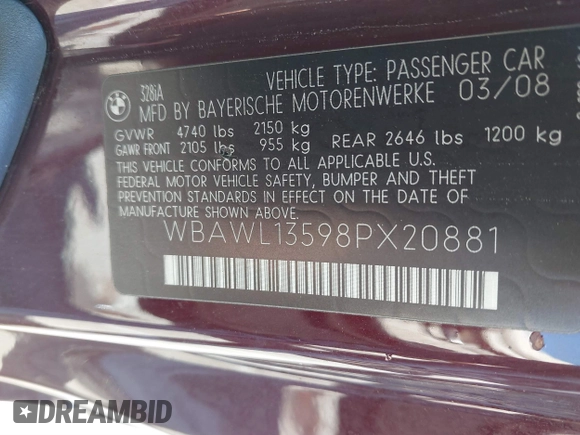 BMW
328iA
VEHICLE TYPE: PASSENGER CAR
MFD BY BAYERISCHE MOTORENWERKE 03/08
GVWR 4740 lbs 2150 kg
GAWR FRONT 2105 lbs 955 kg REAR 2646 lbs 1200 kg
THIS VEHICLE CONFORMS TO ALL APPLICABLE U.S.
FEDERAL MOTOR VEHICLE SAFETY, BUMPER AND THEFT
PREVENTION STANDARDS IN EFFECT ON THE DATE OF
MANUFACTURE SHOWN ABOVE.
WBAWL13598PX20881
DREAMBID